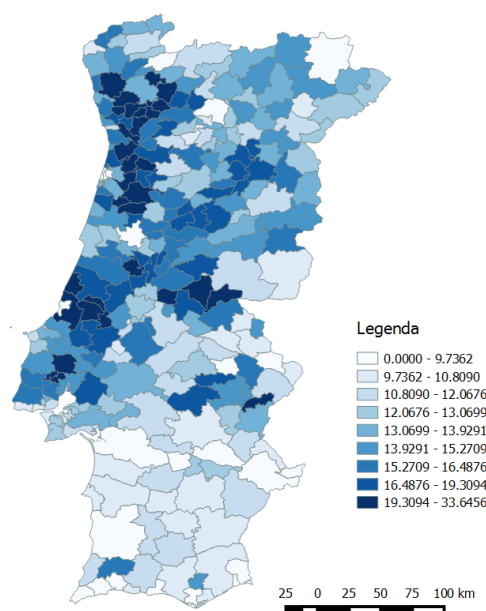 Legenda
0.0000 - 9.7362
9.7362 - 10.8090
10.8090 - 12.0676
12.0676 - 13.0699
13.0699 - 13.9291
13.9291 - 15.2709
15.2709 - 16.4876
16.4876 - 19.3094
19.3094 - 33.6456
25 0 25 50 75 100 km